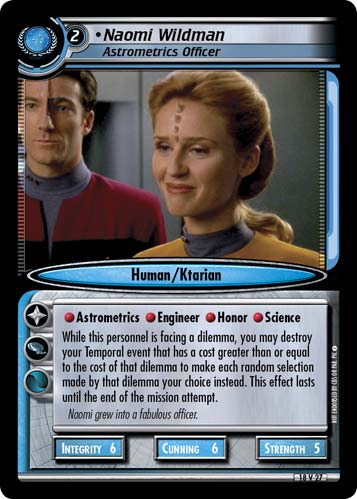 2 •Naomi Wildman
Astrometrics Officer
Human/Ktarian
•Astrometrics •Engineer •Honor •Science
While this personnel is facing a dilemma, you may destroy
your Temporal event that has a cost greater than or equal
to the cost of that dilemma to make each random selection
made by that dilemma your choice instead. This effect lasts
until the end of the mission attempt.
Naomi grew into a fabulous officer.
INTEGRITY 6 CUNNING 6 STRENGTH 5
18 V 27